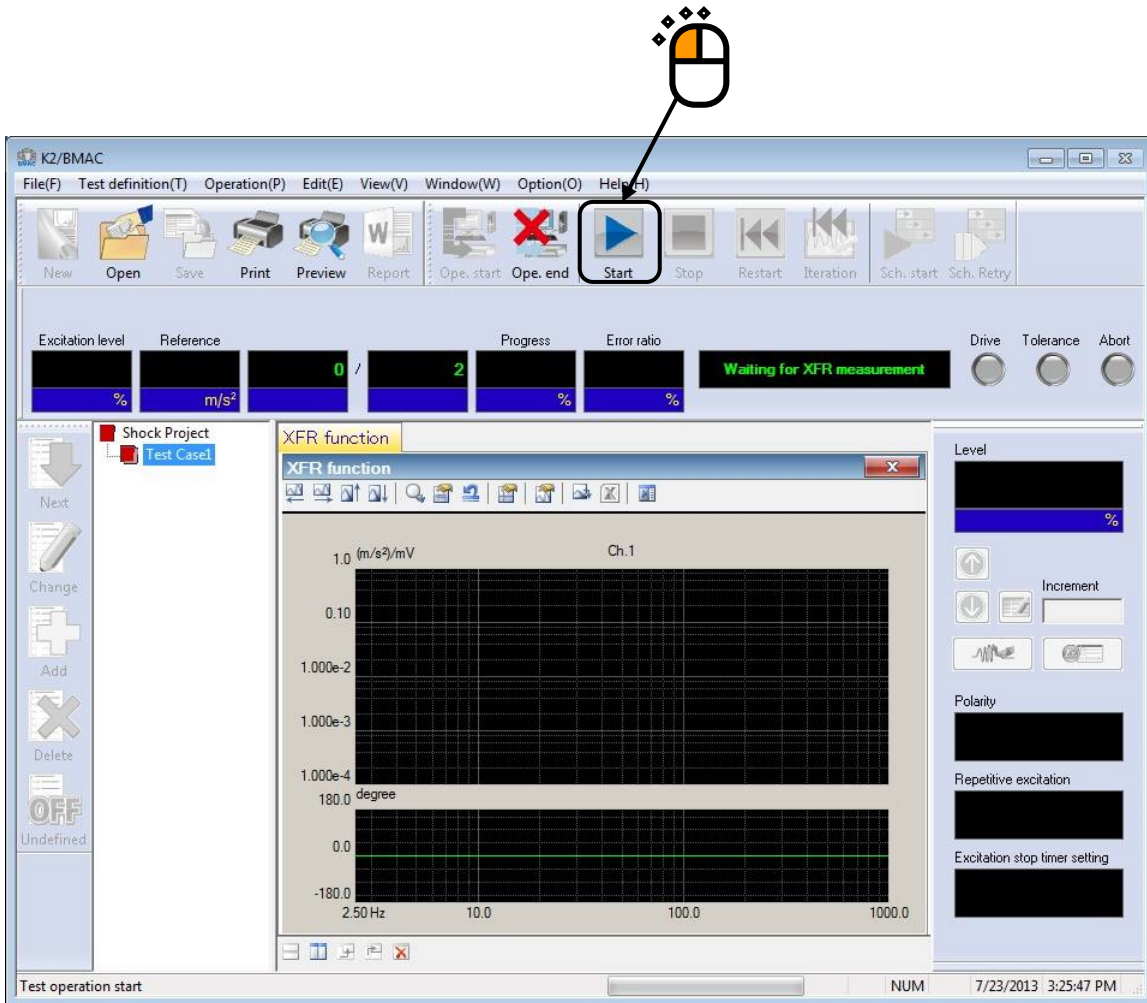 K2/BMAC
File(F) Test definition(T) Operation(P) Edit(E) View(V) Window(W) Option(O) Help(H)
New Open Save Print Preview Report Ope. start Ope. end Start Stop Restart Iteration Sch. start Sch. Retry
Excitation level Reference Progress Error ratio Drive Tolerance Abort
0 / 2 Waiting for XFR measurement
% m/s² % %
Shock Project
Test Case1
XFR function
XFR function
Next
Change
Add
Delete
OFF
Undefined
1.0 (m/s²)/mV Ch.1
0.10
1.000e-2
1.000e-3
1.000e-4
180.0 degree
0.0
-180.0
2.50 Hz 10.0 100.0 1000.0
Level
%
Increment
Polarity
Repetitive excitation
Excitation stop timer setting
Test operation start NUM 7/23/2013 3:25:47 PM